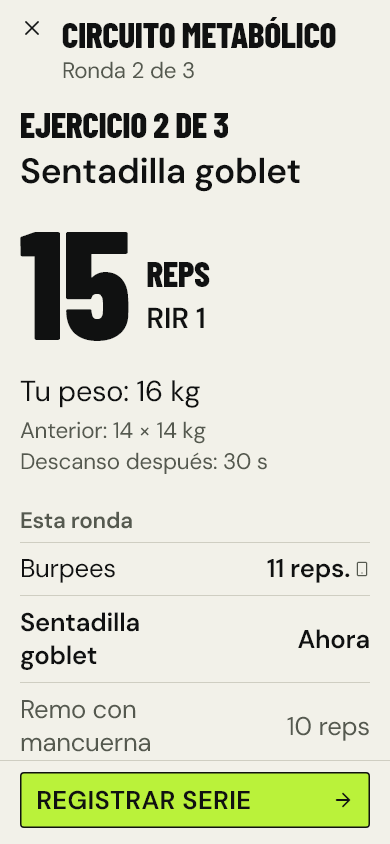 CIRCUITO METABÓLICO
Ronda 2 de 3
EJERCICIO 2 DE 3
Sentadilla goblet
15
REPS
RIR 1
Tu peso: 16 kg
Anterior: 14 × 14 kg
Descanso después: 30 s
Esta ronda
Burpees 11 reps.
Sentadilla
goblet
Ahora
Remo con
mancuerna
10 reps
REGISTRAR SERIE →